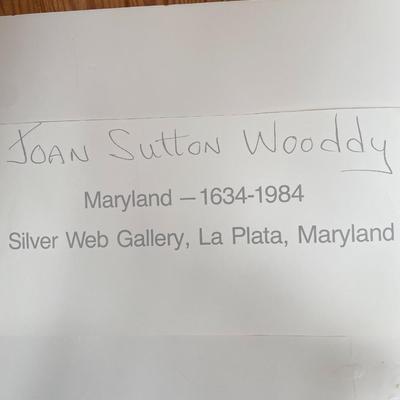 Joan Sutton Wooddy
Maryland — 1634-1984
Silver Web Gallery, La Plata, Maryland